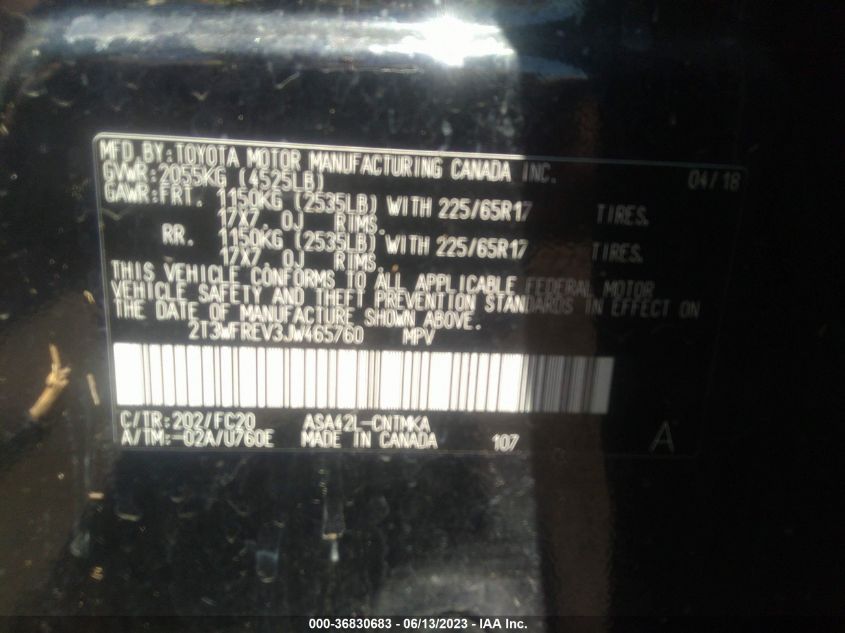 MFD. BY: TOYOTA MOTOR MANUFACTURING CANADA INC. 04/18
GVWR: 2055KG (4525LB)
GAWR: FRT. 1150KG (2535LB) WITH 225/65R17 TIRES.
17X7.0J RIMS.
RR. 1150KG (2535LB) WITH 225/65R17 TIRES.
17X7.0J RIMS.
THIS VEHICLE CONFORMS TO ALL APPLICABLE FEDERAL MOTOR
VEHICLE SAFETY AND THEFT PREVENTION STANDARDS IN EFFECT ON
THE DATE OF MANUFACTURE SHOWN ABOVE.
2T3WFREV3JW465760 MPV
C/TR: 202/FC20 ASA42L-CNTMKA
A/TM: -02A/U760E MADE IN CANADA 107 A
000-36830683 - 06/13/2023 - IAA Inc.